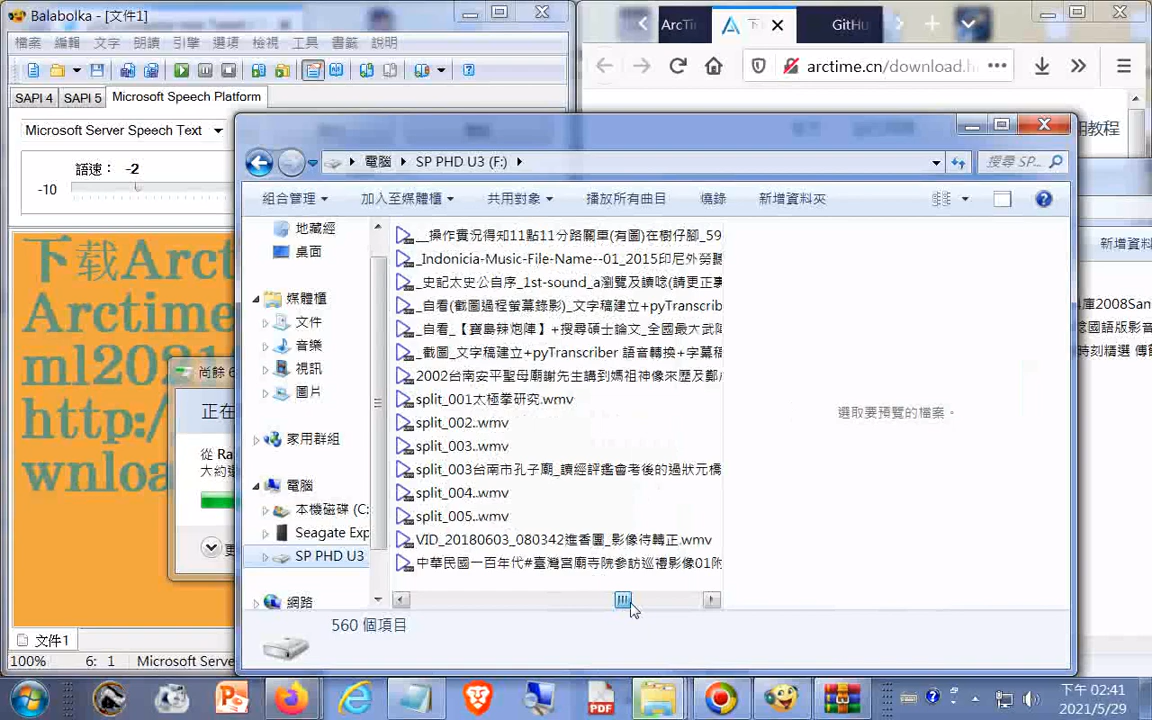 Balabolka - [文件1]
檔案 編輯 文字 朗讀 引擎 選項 檢視 工具 書籤 說明
SAPI 4 SAPI 5 Microsoft Speech Platform
Microsoft Server Speech Text
語速： -2
-10
下载Arct
Arctime
ml2021
http:/
wnloa
文件1
100% 6: 1 Microsoft Serve
ArcTi
下
GitHu
arctime.cn/download.h
用教程
新增資料
庫2008San
念國語版影音
時刻精選 傅
尚餘 6
正在
從 Ra
大約
電腦 SP PHD U3 (F:)
搜尋 SP...
組合管理 加入至媒體櫃 共用對象 播放所有曲目 燒錄 新增資料夾
地藏經
桌面
媒體櫃
文件
音樂
視訊
圖片
家用群組
電腦
本機磁碟 (C:
Seagate Exp
SP PHD U3
網路
__操作實況得知11點11分路關單(有圖)在樹仔腳_59
_Indonicia-Music-File-Name--01_2015印尼外勞
_史記太史公自序_1st-sound_a瀏覽及讀唸(請更正
_自看(截圖過程螢幕錄影)_文字稿建立+pyTranscrib
_自看_【寶島辣炮陣】+搜尋碩士論文_全國最大武
_截圖_文字稿建立+pyTranscriber 語音轉換+字幕稿
2002台南安平聖母廟謝先生講到媽祖神像來歷及鄭
split_001太極拳研究.wmv
split_002..wmv
split_003..wmv
split_003台南市孔子廟_讀經評鑑會考後的過狀元橋
split_004..wmv
split_005..wmv
VID_20180603_080342進香團_影像待轉正.wmv
中華民國一百年代#臺灣宮廟寺院參訪巡禮影像01附
選取要預覽的檔案。
560 個項目
下午 02:41
2021/5/29